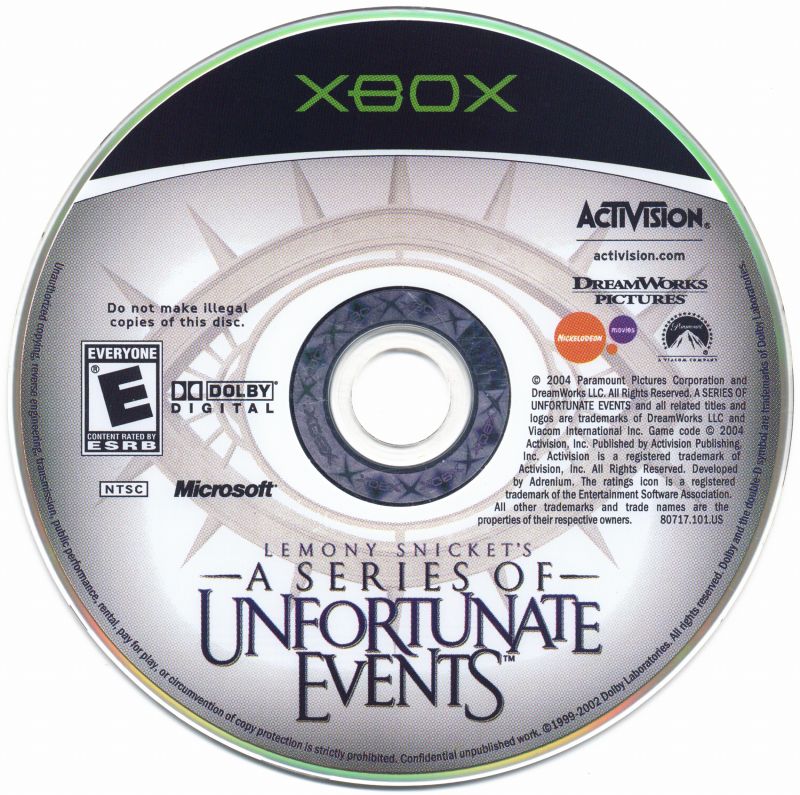 XBOX
ACTIVISION®
activision.com
DREAMWORKS
PICTURES
Do not make illegal
copies of this disc.
NICKELODEON
movies
Paramount
A VIACOM COMPANY
EVERYONE
E®
CONTENT RATED BY
ESRB
DOLBY®
DIGITAL
© 2004 Paramount Pictures Corporation and
DreamWorks LLC. All Rights Reserved. A SERIES OF
UNFORTUNATE EVENTS and all related titles and
logos are trademarks of DreamWorks LLC and
Viacom International Inc. Game code © 2004
Activision, Inc. Published by Activision Publishing,
Inc. Activision is a registered trademark of
Activision, Inc. All Rights Reserved. Developed
by Adrenium. The ratings icon is a registered
trademark of the Entertainment Software Association.
All other trademarks and trade names are the
properties of their respective owners. 80717.101.US
NTSC
Microsoft®
LEMONY SNICKET'S
A SERIES OF
UNFORTUNATE
EVENTS™
Unauthorized copying, reverse engineering, transmission, public performance, rental, pay for play, or circumvention of copy protection is strictly prohibited. Confidential unpublished work. ©1999-2002 Dolby Laboratories. All rights reserved. Dolby and the double-D symbol are trademarks of Dolby Laboratories.